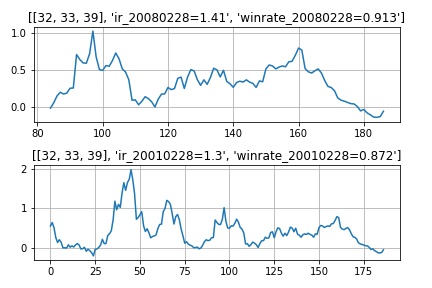 [[32, 33, 39], 'ir_20080228=1.41', 'winrate_20080228=0.913']
1.0
0.5
0.0
80 100 120 140 160 180
[[32, 33, 39], 'ir_20010228=1.3', 'winrate_20010228=0.872']
2
1
0
0 25 50 75 100 125 150 175